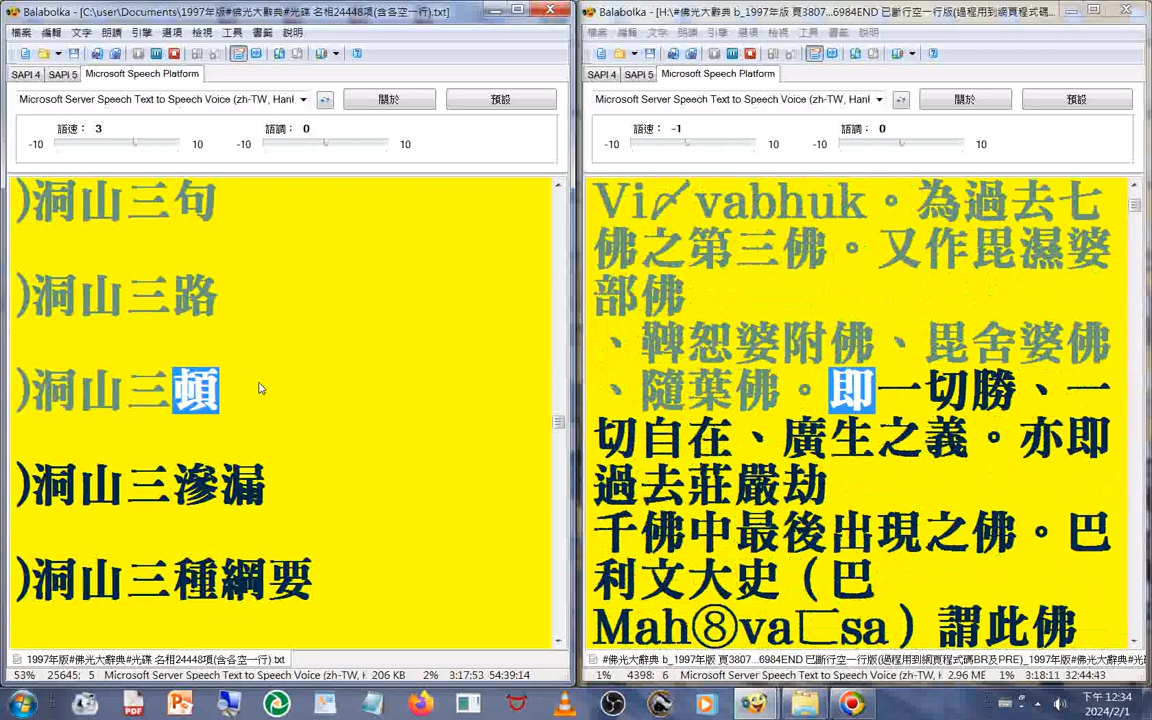 Balabolka - [C:\user\Documents\1997年版#佛光大辭典#光碟 名相24448項(含各空一行).txt]
檔案 編輯 文字 朗讀 引擎 選項 檢視 工具 書籤 說明
SAPI 4 SAPI 5 Microsoft Speech Platform
Microsoft Server Speech Text to Speech Voice (zh-TW, Hanl 關於 預設
語速： 3 語調： 0
-10 10 -10 10
)洞山三句
)洞山三路
)洞山三頓
)洞山三滲漏
)洞山三種綱要
1997年版#佛光大辭典#光碟 名相24448項(含各空一行).txt
53% 25645: 5 Microsoft Server Speech Text to Speech Voice (zh-TW, H 206 KB 2% 3:17:53 54:39:14
Balabolka - [H:\#佛光大辭典 b_1997年版 頁3807...6984END 已斷行空一行版(過程用到網頁程式碼...
檔案 編輯 文字 朗讀 引擎 選項 檢視 工具 書籤 說明
SAPI 4 SAPI 5 Microsoft Speech Platform
Microsoft Server Speech Text to Speech Voice (zh-TW, Hanl 關於 預設
語速： -1 語調： 0
-10 10 -10 10
Vi〆vabhuk。為過去七
佛之第三佛。又作毘濕婆
部佛
、鞞恕婆附佛、毘舍婆佛
、隨葉佛。即一切勝、一
切自在、廣生之義。亦即
過去莊嚴劫
千佛中最後出現之佛。巴
利文大史（巴
Mah⑧va匚sa）謂此佛
#佛光大辭典 b_1997年版 頁3807...6984END 已斷行空一行版(過程用到網頁程式碼BR及PRE)_1997年版#光
1% 4398: 6 Microsoft Server Speech Text to Speech Voice (zh-TW, H 2.96 ME 1% 3:18:11 32:44:43
下午 12:34
2024/2/1